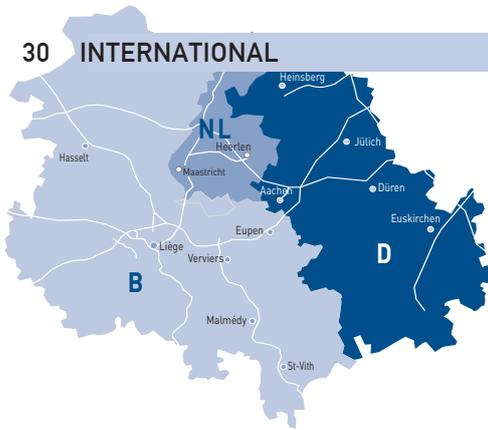 30 INTERNATIONAL
Heinsberg
NL
Jülich
Heerlen
Hasselt
Maastricht
Aachen
Düren
Euskirchen
Eupen
Liège
D
Verviers
B
Malmédy
St-Vith